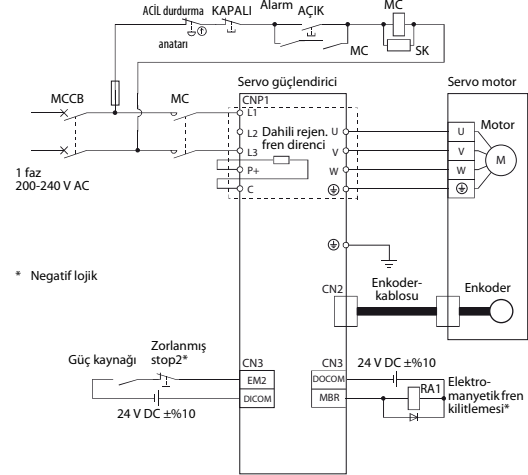 ACİL durdurma
anatarı
KAPALI
Alarm
AÇIK
MC
MC
SK
MCCB
MC
1 faz
200-240 V AC
Servo güçlendirici
CNP1
L1
L2
L3
P+
C
Dahili rejen.
fren direnci
U
V
W
Servo motor
U
V
W
Motor
M
* Negatif lojik
CN2
Enkoder-
kablosu
Enkoder
Güç kaynağı
Zorlanmış
stop2*
24 V DC ±%10
CN3
EM2
DICOM
CN3
DOCOM
MBR
24 V DC ±%10
RA1
Elektro-
manyetik fren
kilitlemesi*